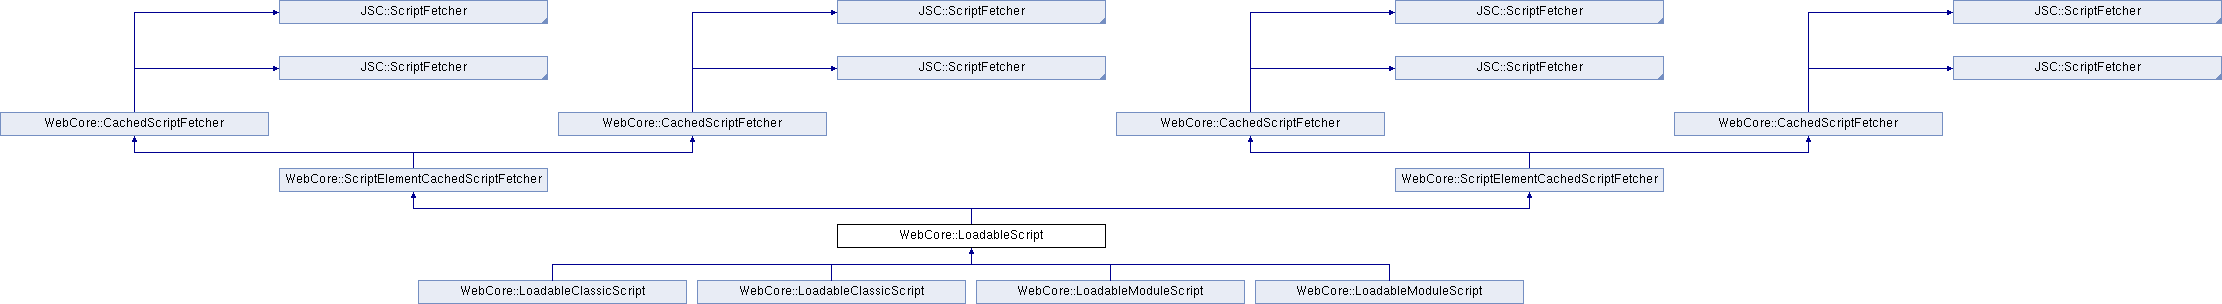 JSC::ScriptFetcher JSC::ScriptFetcher JSC::ScriptFetcher JSC::ScriptFetcher
JSC::ScriptFetcher JSC::ScriptFetcher JSC::ScriptFetcher JSC::ScriptFetcher
WebCore::CachedScriptFetcher WebCore::CachedScriptFetcher WebCore::CachedScriptFetcher WebCore::CachedScriptFetcher
WebCore::ScriptElementCachedScriptFetcher WebCore::ScriptElementCachedScriptFetcher
WebCore::LoadableScript
WebCore::LoadableClassicScript WebCore::LoadableClassicScript WebCore::LoadableModuleScript WebCore::LoadableModuleScript